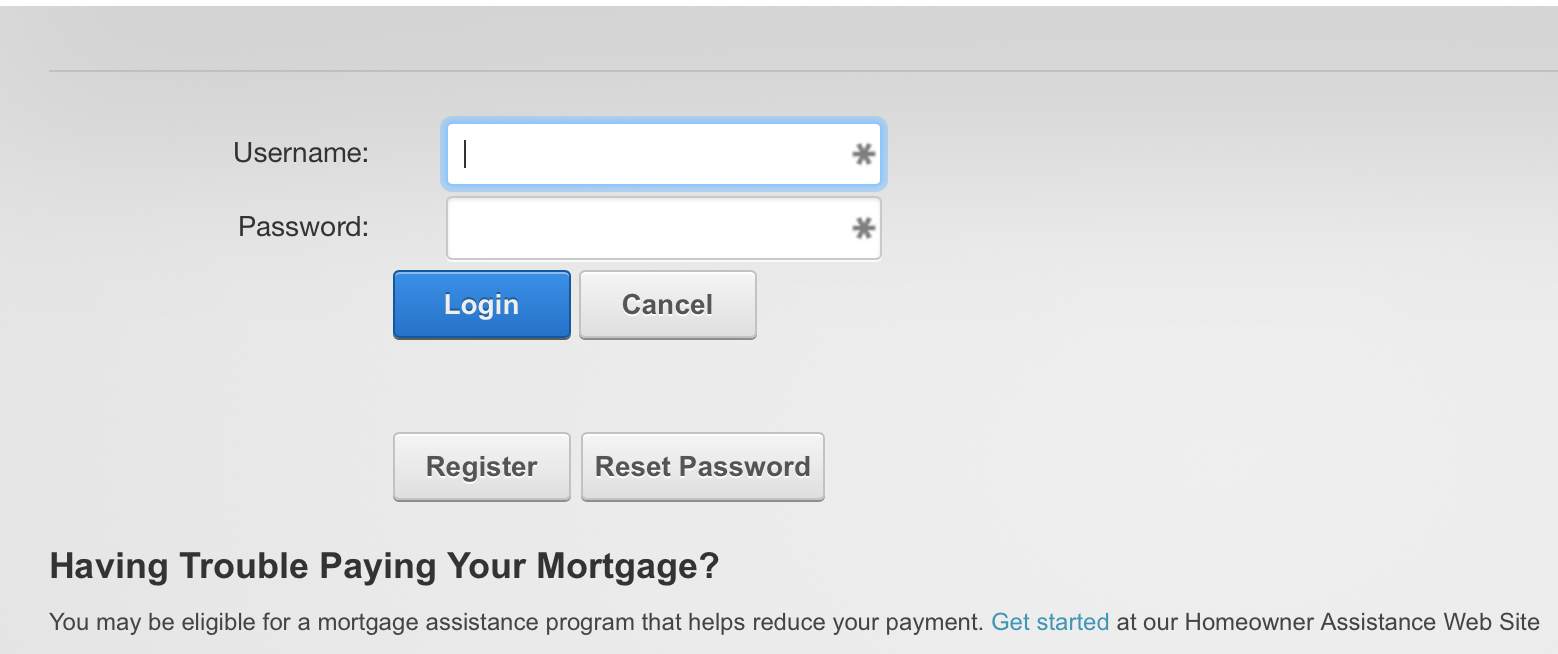 Username:
Password:
Login Cancel
Register Reset Password
Having Trouble Paying Your Mortgage?
You may be eligible for a mortgage assistance program that helps reduce your payment. Get started at our Homeowner Assistance Web Site